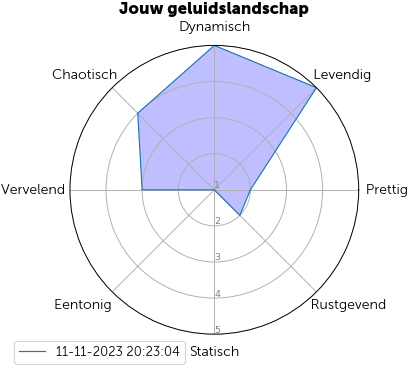 Jouw geluidslandschap
Dynamisch
Chaotisch
Levendig
Vervelend
1
Prettig
2
3
4
Eentonig
Rustgevend
5
11-11-2023 20:23:04
Statisch